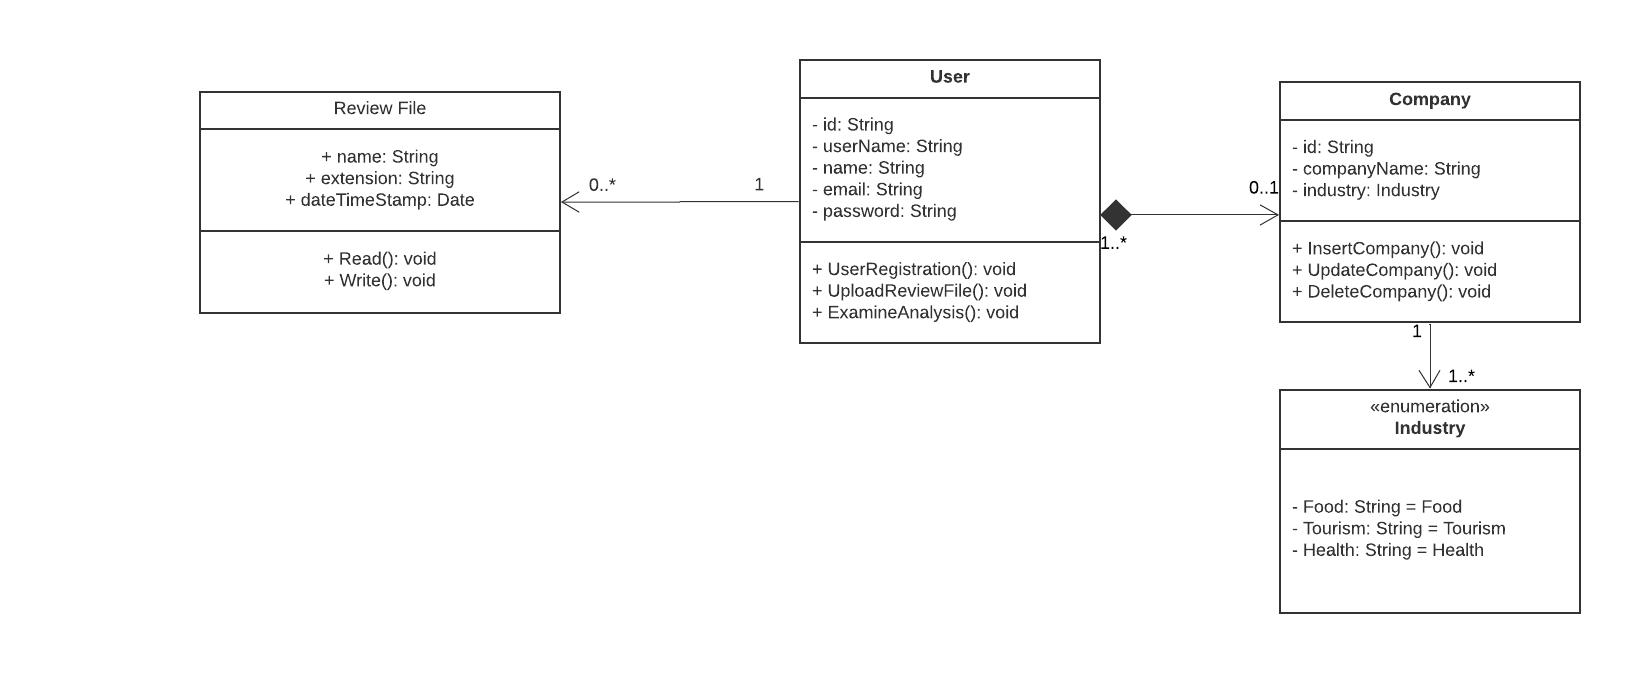 Review File
+ name: String
+ extension: String
+ dateTimeStamp: Date
+ Read(): void
+ Write(): void
0..*
1
User
- id: String
- userName: String
- name: String
- email: String
- password: String
+ UserRegistration(): void
+ UploadReviewFile(): void
+ ExamineAnalysis(): void
1..*
0..1
Company
- id: String
- companyName: String
- industry: Industry
+ InsertCompany(): void
+ UpdateCompany(): void
+ DeleteCompany(): void
1
1..*
«enumeration»
Industry
- Food: String = Food
- Tourism: String = Tourism
- Health: String = Health